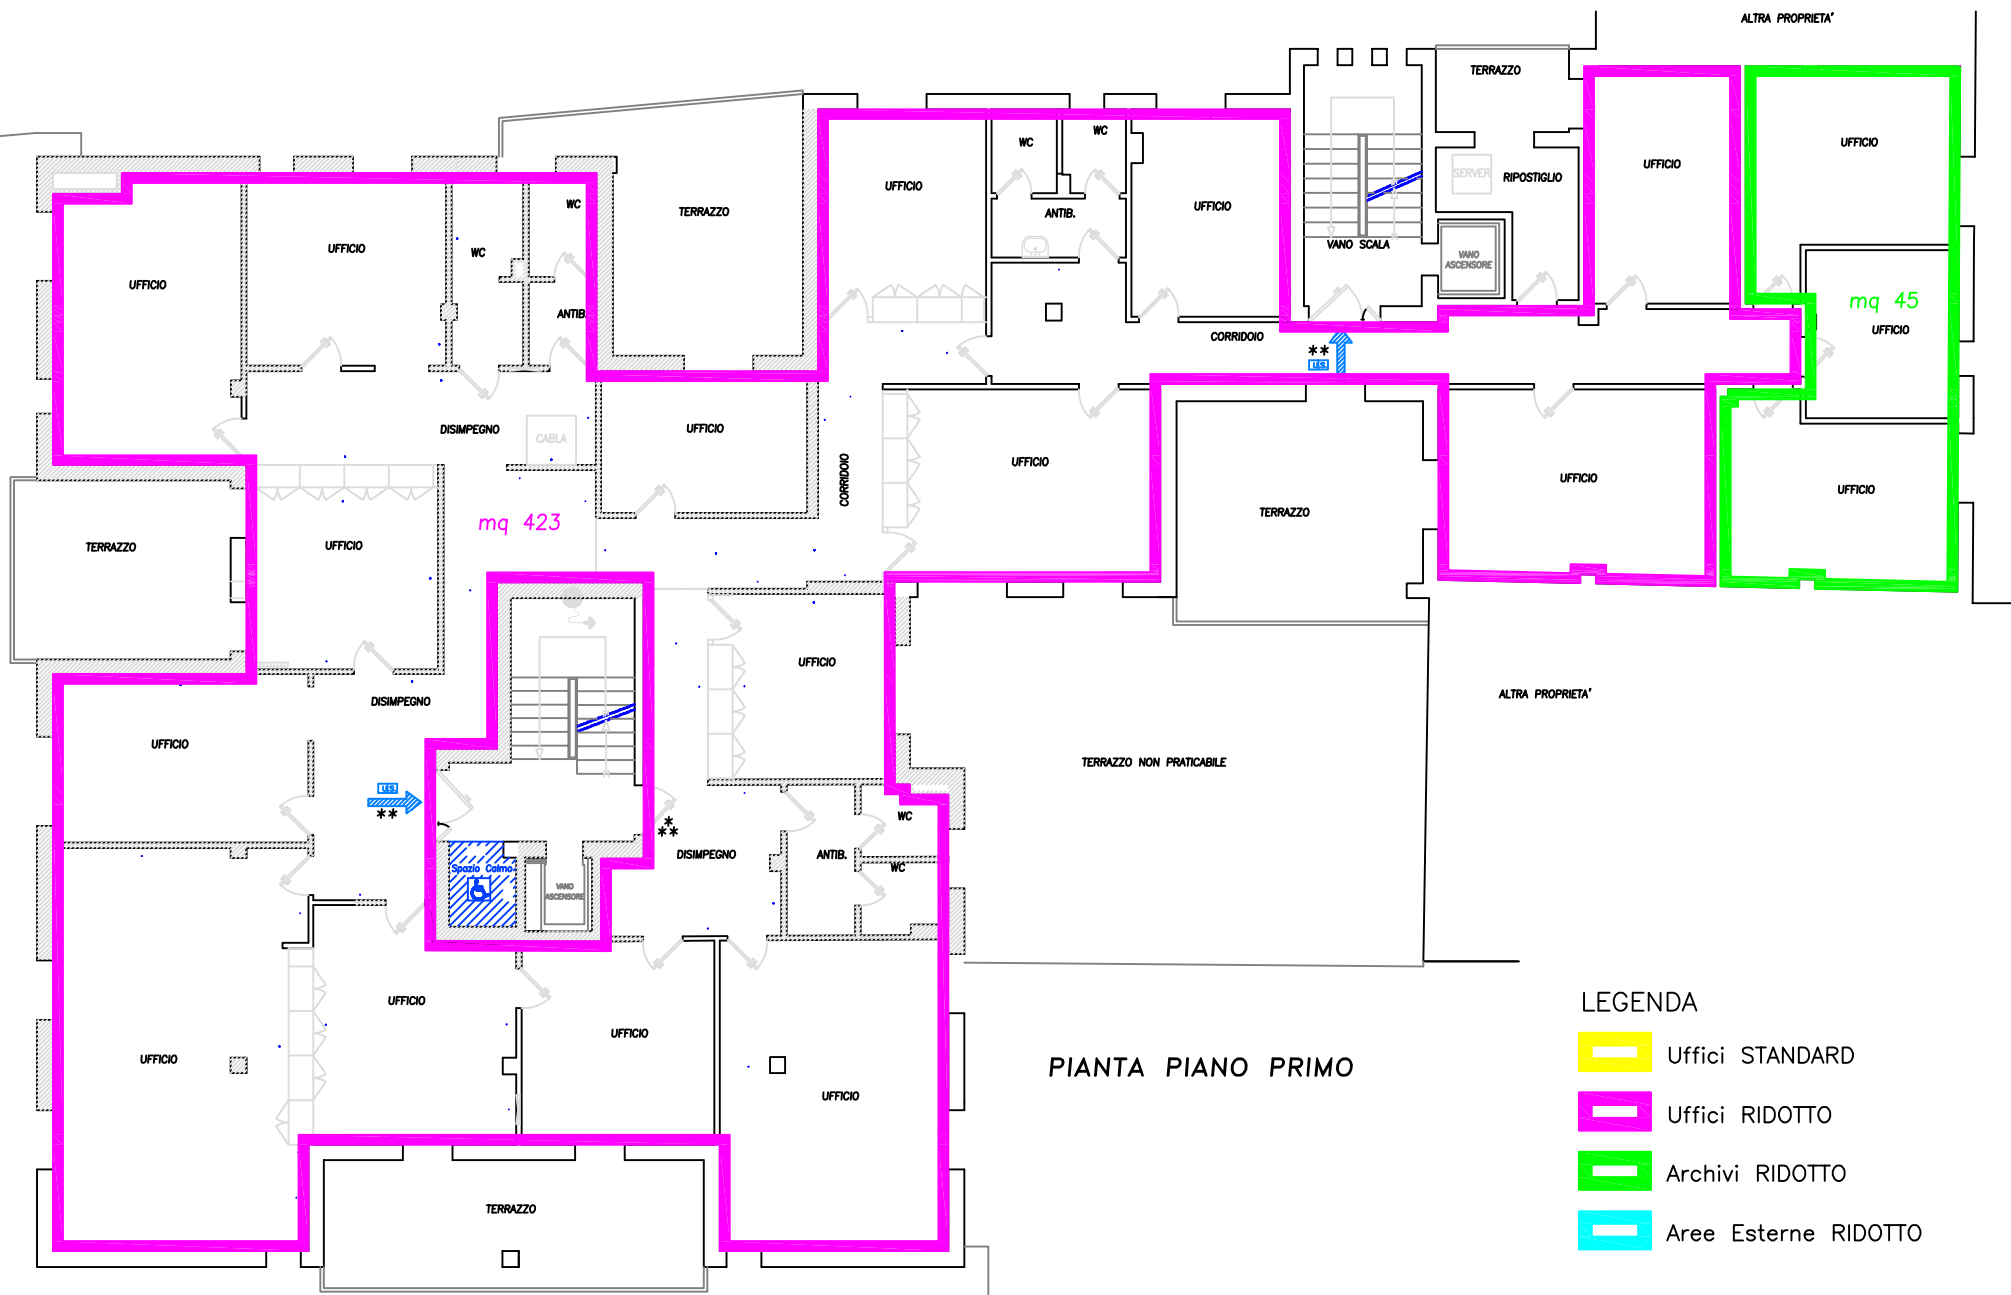 ALTRA PROPRIETA'
TERRAZZO
WC
WC
UFFICIO
UFFICIO
SERVER
RIPOSTIGLIO
UFFICIO
WC
TERRAZZO
ANTIB.
UFFICIO
UFFICIO
UFFICIO
WC
VANO SCALA
VANO
ASCENSORE
UFFICIO
mq 45
ANTIB.
CORRIDOIO
UFFICIO
**
U.S.
DISIMPEGNO
CABLA
UFFICIO
CORRIDOIO
UFFICIO
UFFICIO
UFFICIO
mq 423
TERRAZZO
TERRAZZO
UFFICIO
UFFICIO
DISIMPEGNO
ALTRA PROPRIETA'
UFFICIO
TERRAZZO NON PRATICABILE
U.S.
**
*
**
WC
DISIMPEGNO
ANTIB.
WC
Spazio Calmo
VANO
ASCENSORE
UFFICIO
UFFICIO
UFFICIO
UFFICIO
TERRAZZO
PIANTA PIANO PRIMO
LEGENDA
Uffici STANDARD
Uffici RIDOTTO
Archivi RIDOTTO
Aree Esterne RIDOTTO